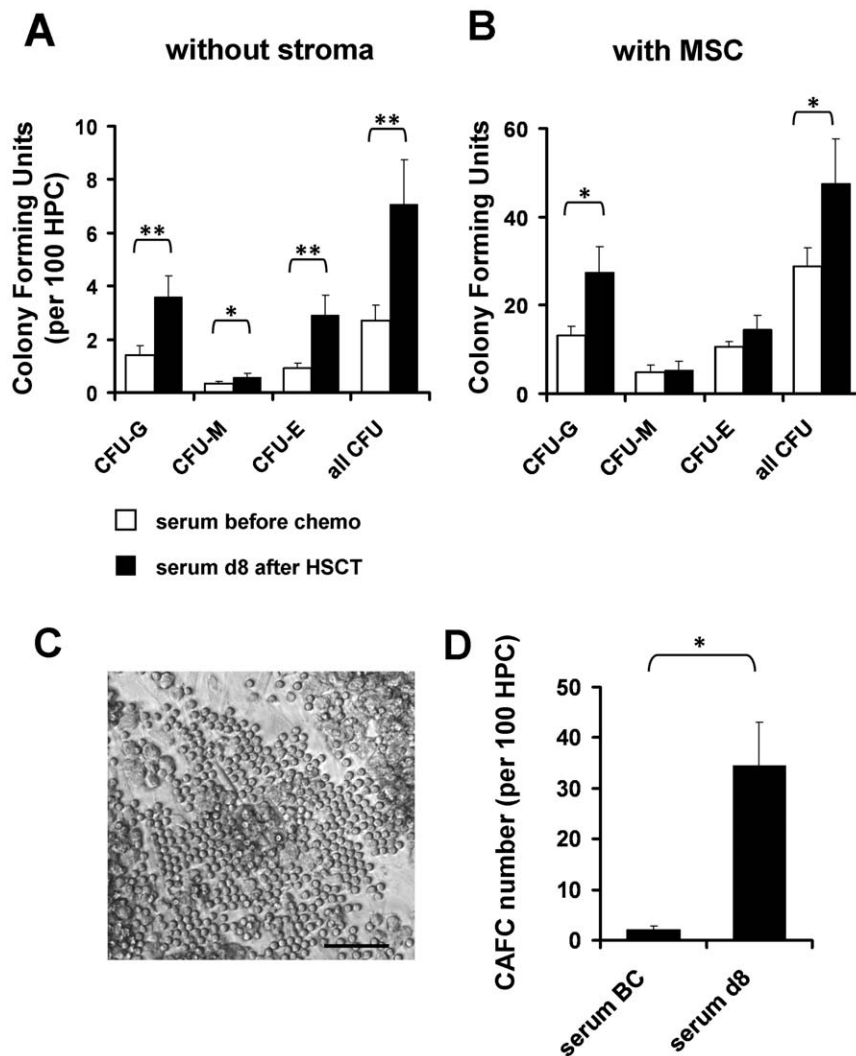 A
without stroma
Colony Forming Units
(per 100 HPC)
10
8
6
4
2
0
**
*
**
**
CFU-G
CFU-M
CFU-E
all CFU
serum before chemo
serum d8 after HSCT
B
with MSC
Colony Forming Units
60
40
20
0
*
*
CFU-G
CFU-M
CFU-E
all CFU
C
D
CAFC number (per 100 HPC)
50
40
30
20
10
0
*
serum BC
serum d8